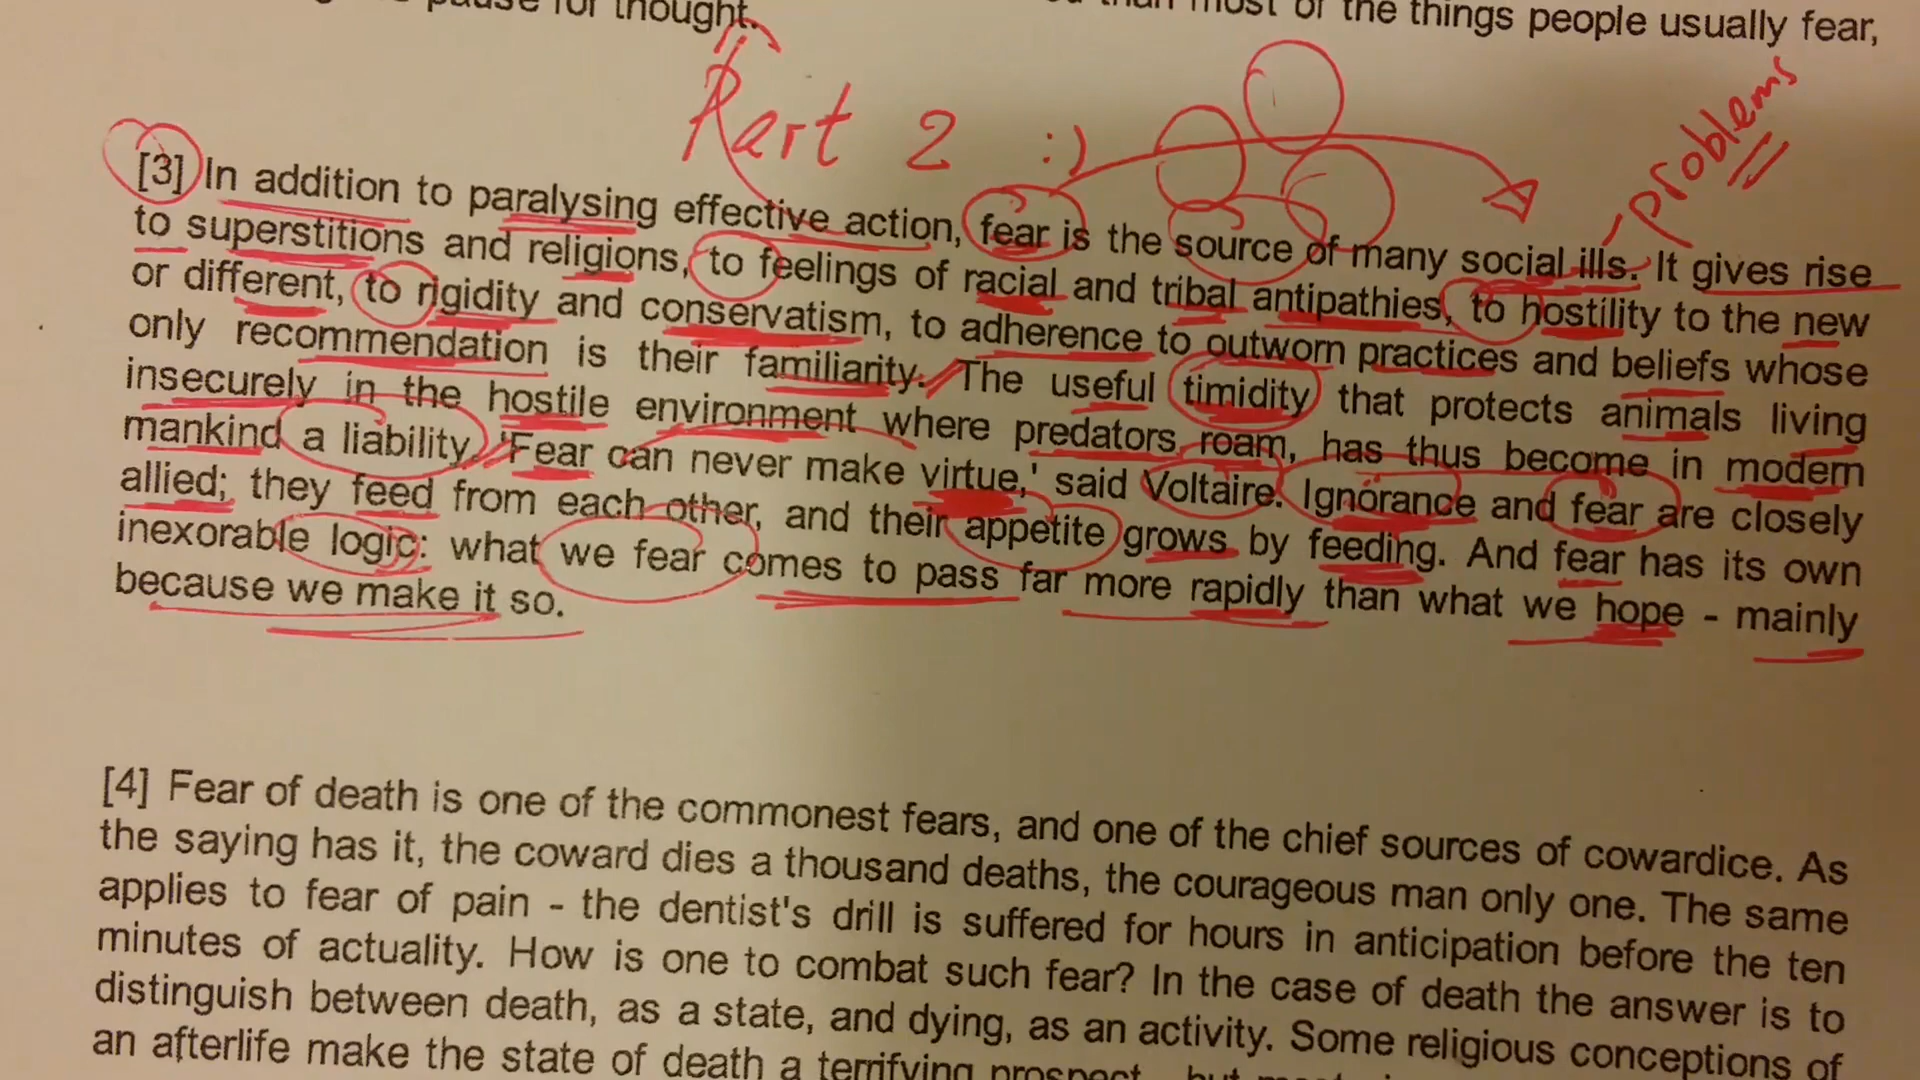 pause for thought.
than most of the things people usually fear,
Part 2 :)
problems
[3] In addition to paralysing effective action, fear is the source of many social ills. It gives rise
to superstitions and religions, to feelings of racial and tribal antipathies, to hostility to the new
or different, to rigidity and conservatism, to adherence to outworn practices and beliefs whose
only recommendation is their familiarity. The useful timidity that protects animals living
insecurely in the hostile environment where predators roam, has thus become in modern
mankind a liability. 'Fear can never make virtue,' said Voltaire. Ignorance and fear are closely
allied; they feed from each other, and their appetite grows by feeding. And fear has its own
inexorable logic: what we fear comes to pass far more rapidly than what we hope - mainly
because we make it so.
[4] Fear of death is one of the commonest fears, and one of the chief sources of cowardice. As
the saying has it, the coward dies a thousand deaths, the courageous man only one. The same
applies to fear of pain - the dentist's drill is suffered for hours in anticipation before the ten
minutes of actuality. How is one to combat such fear? In the case of death the answer is to
distinguish between death, as a state, and dying, as an activity. Some religious conceptions of
an afterlife make the state of death a terrifying prospect, but